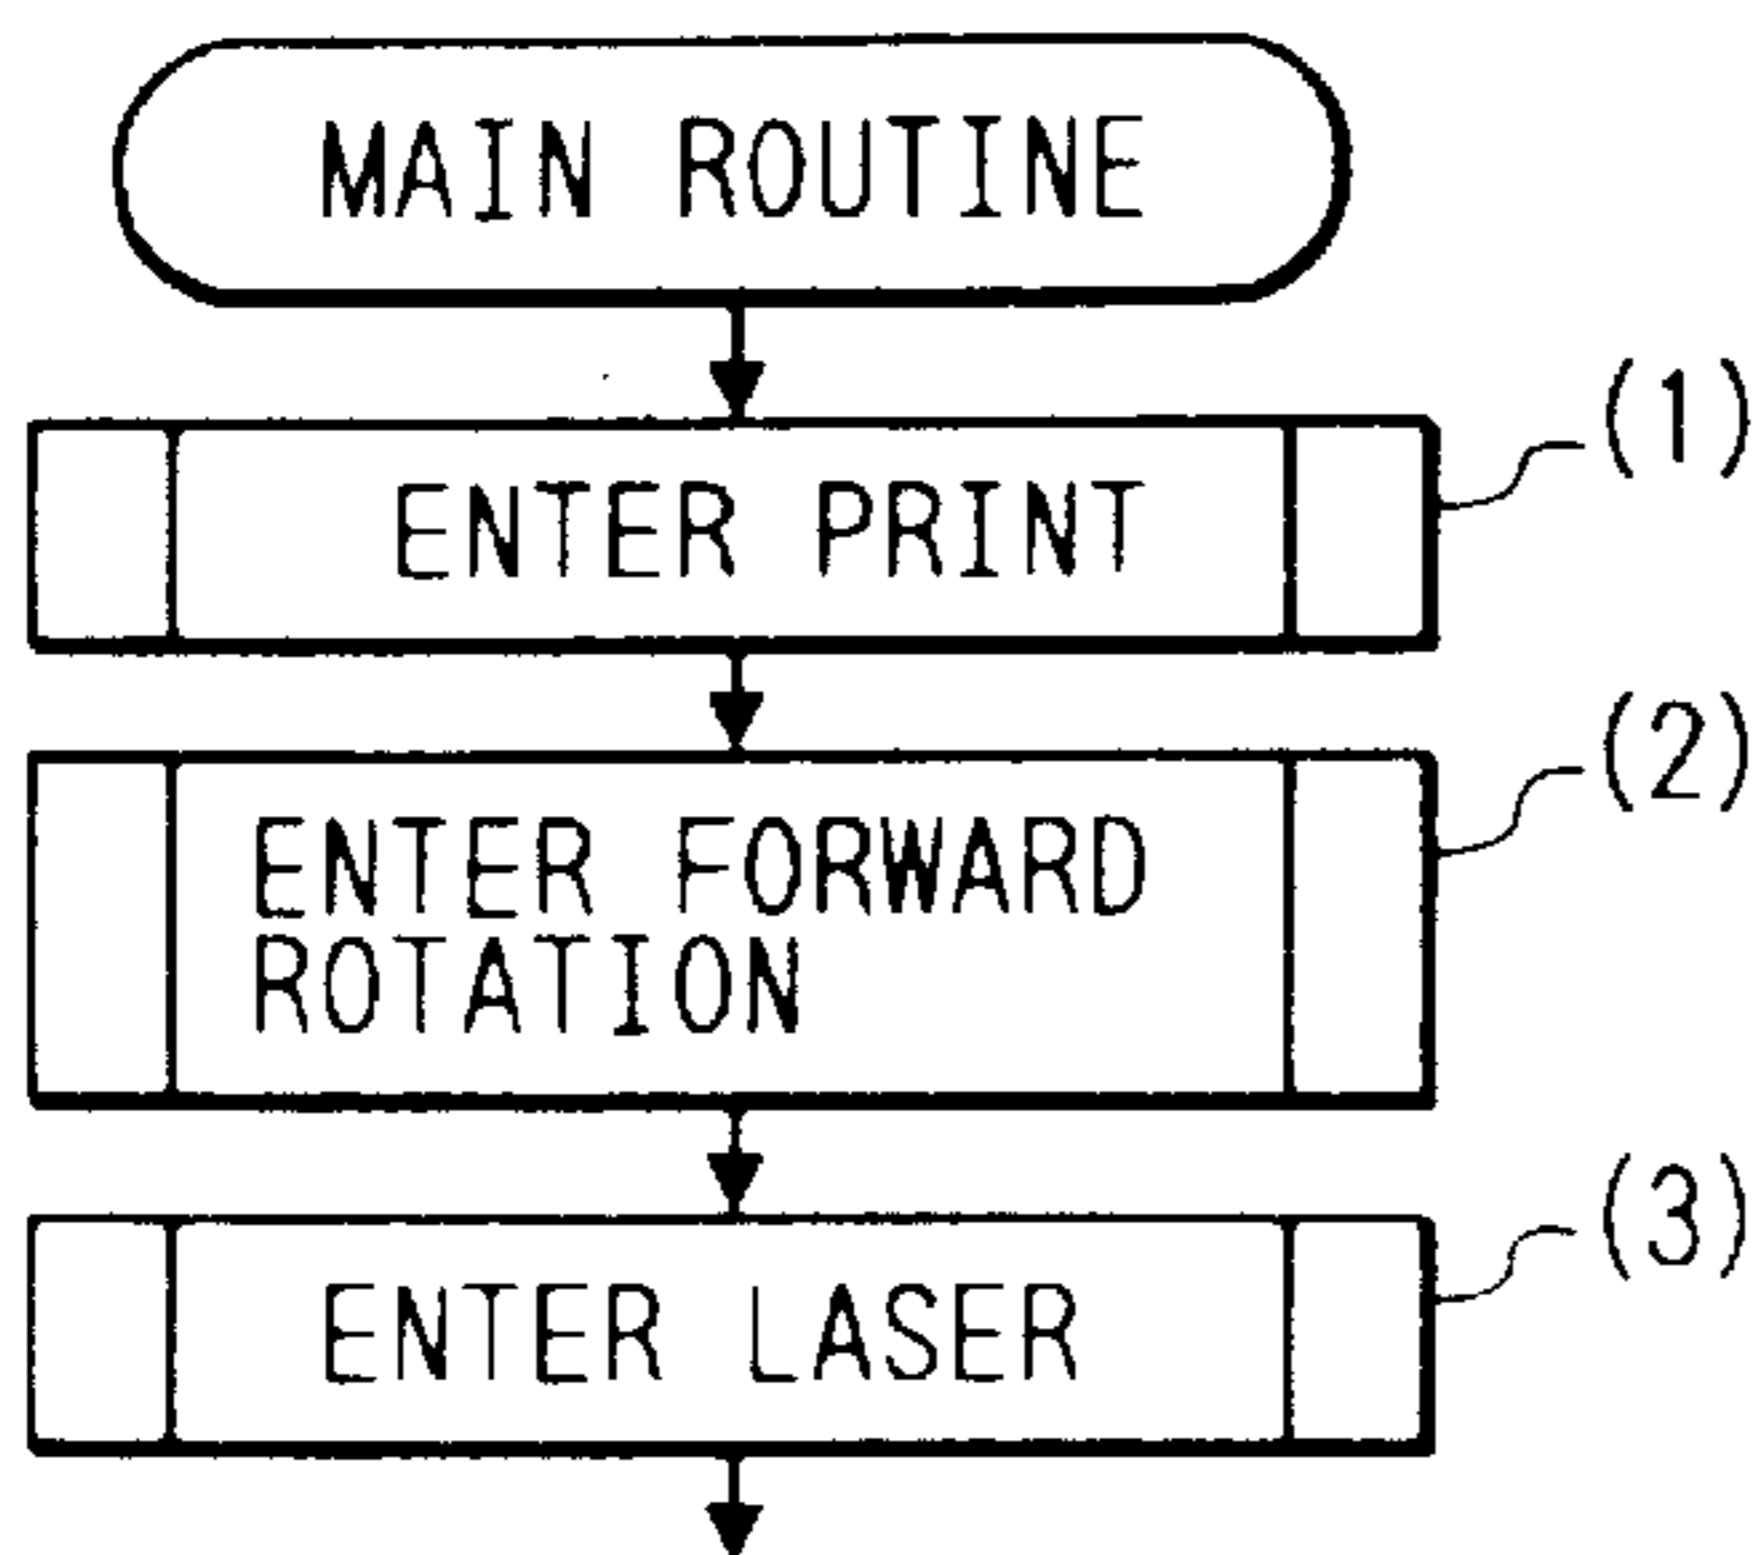 MAIN ROUTINE
(1)
ENTER PRINT
(2)
ENTER FORWARD
ROTATION
(3)
ENTER LASER